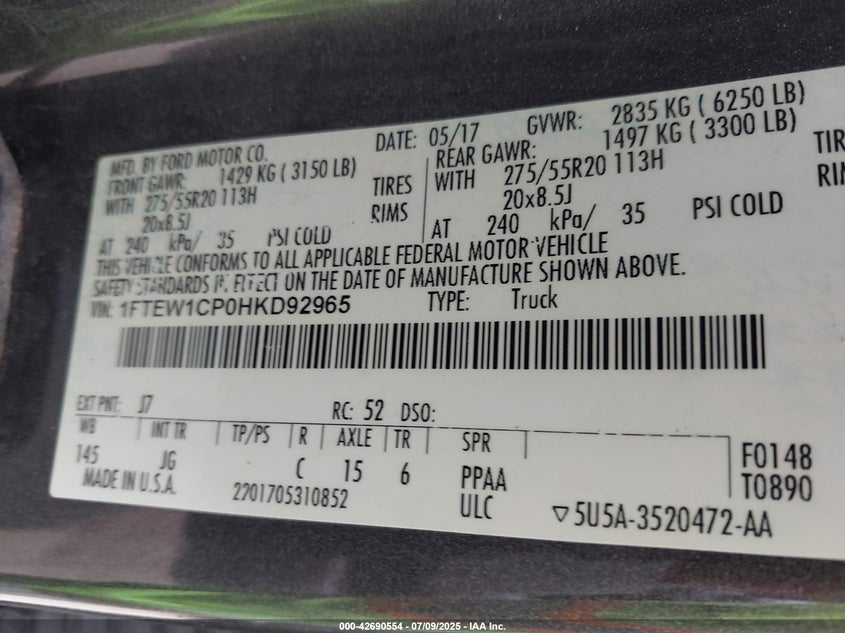 MFD. BY FORD MOTOR CO. DATE: 05/17 GVWR: 2835 KG ( 6250 LB)
FRONT GAWR: 1429 KG ( 3150 LB) REAR GAWR: 1497 KG ( 3300 LB)
WITH 275/55R20 113H TIRES WITH 275/55R20 113H TIR
20x8.5J RIMS 20x8.5J RIM
AT 240 kPa/ 35 PSI COLD AT 240 kPa/ 35 PSI COLD
THIS VEHICLE CONFORMS TO ALL APPLICABLE FEDERAL MOTOR VEHICLE
SAFETY STANDARDS IN EFFECT ON THE DATE OF MANUFACTURE SHOWN ABOVE.
VIN: 1FTEW1CP0HKD92965 TYPE: Truck
EXT PNT: J7 RC: 52 DSO:
WB INT TR TP/PS R AXLE TR SPR
145 JG C 15 6 PPAA F0148
MADE IN U.S.A. 2201705310852 ULC T0890
5U5A-3520472-AA
000-42690554 / 07/09/2025 - IAA Inc.